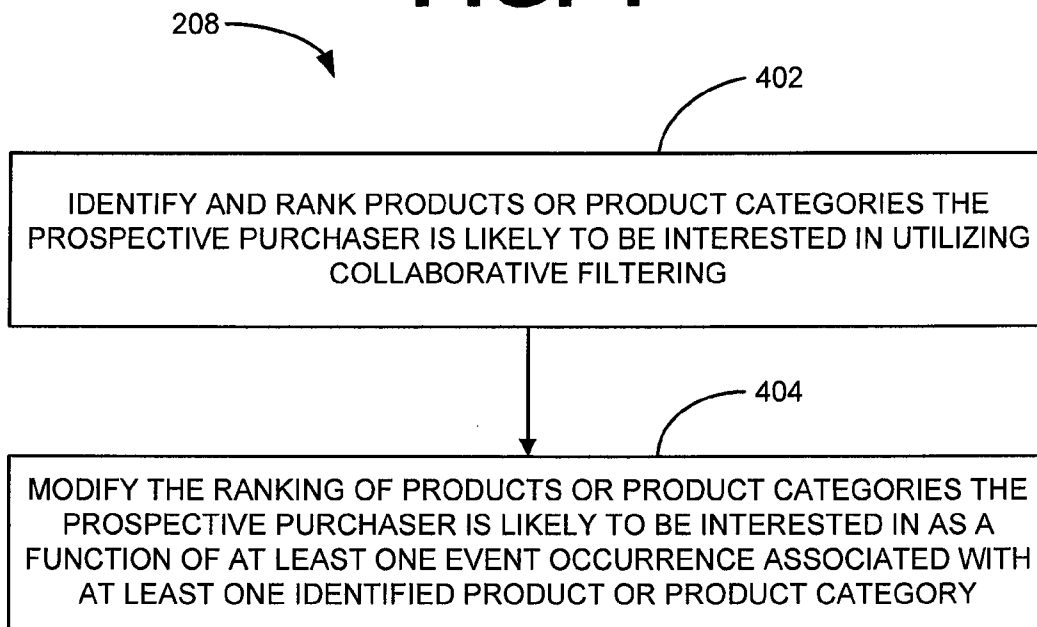 208
402
IDENTIFY AND RANK PRODUCTS OR PRODUCT CATEGORIES THE
PROSPECTIVE PURCHASER IS LIKELY TO BE INTERESTED IN UTILIZING
COLLABORATIVE FILTERING
404
MODIFY THE RANKING OF PRODUCTS OR PRODUCT CATEGORIES THE
PROSPECTIVE PURCHASER IS LIKELY TO BE INTERESTED IN AS A
FUNCTION OF AT LEAST ONE EVENT OCCURRENCE ASSOCIATED WITH
AT LEAST ONE IDENTIFIED PRODUCT OR PRODUCT CATEGORY